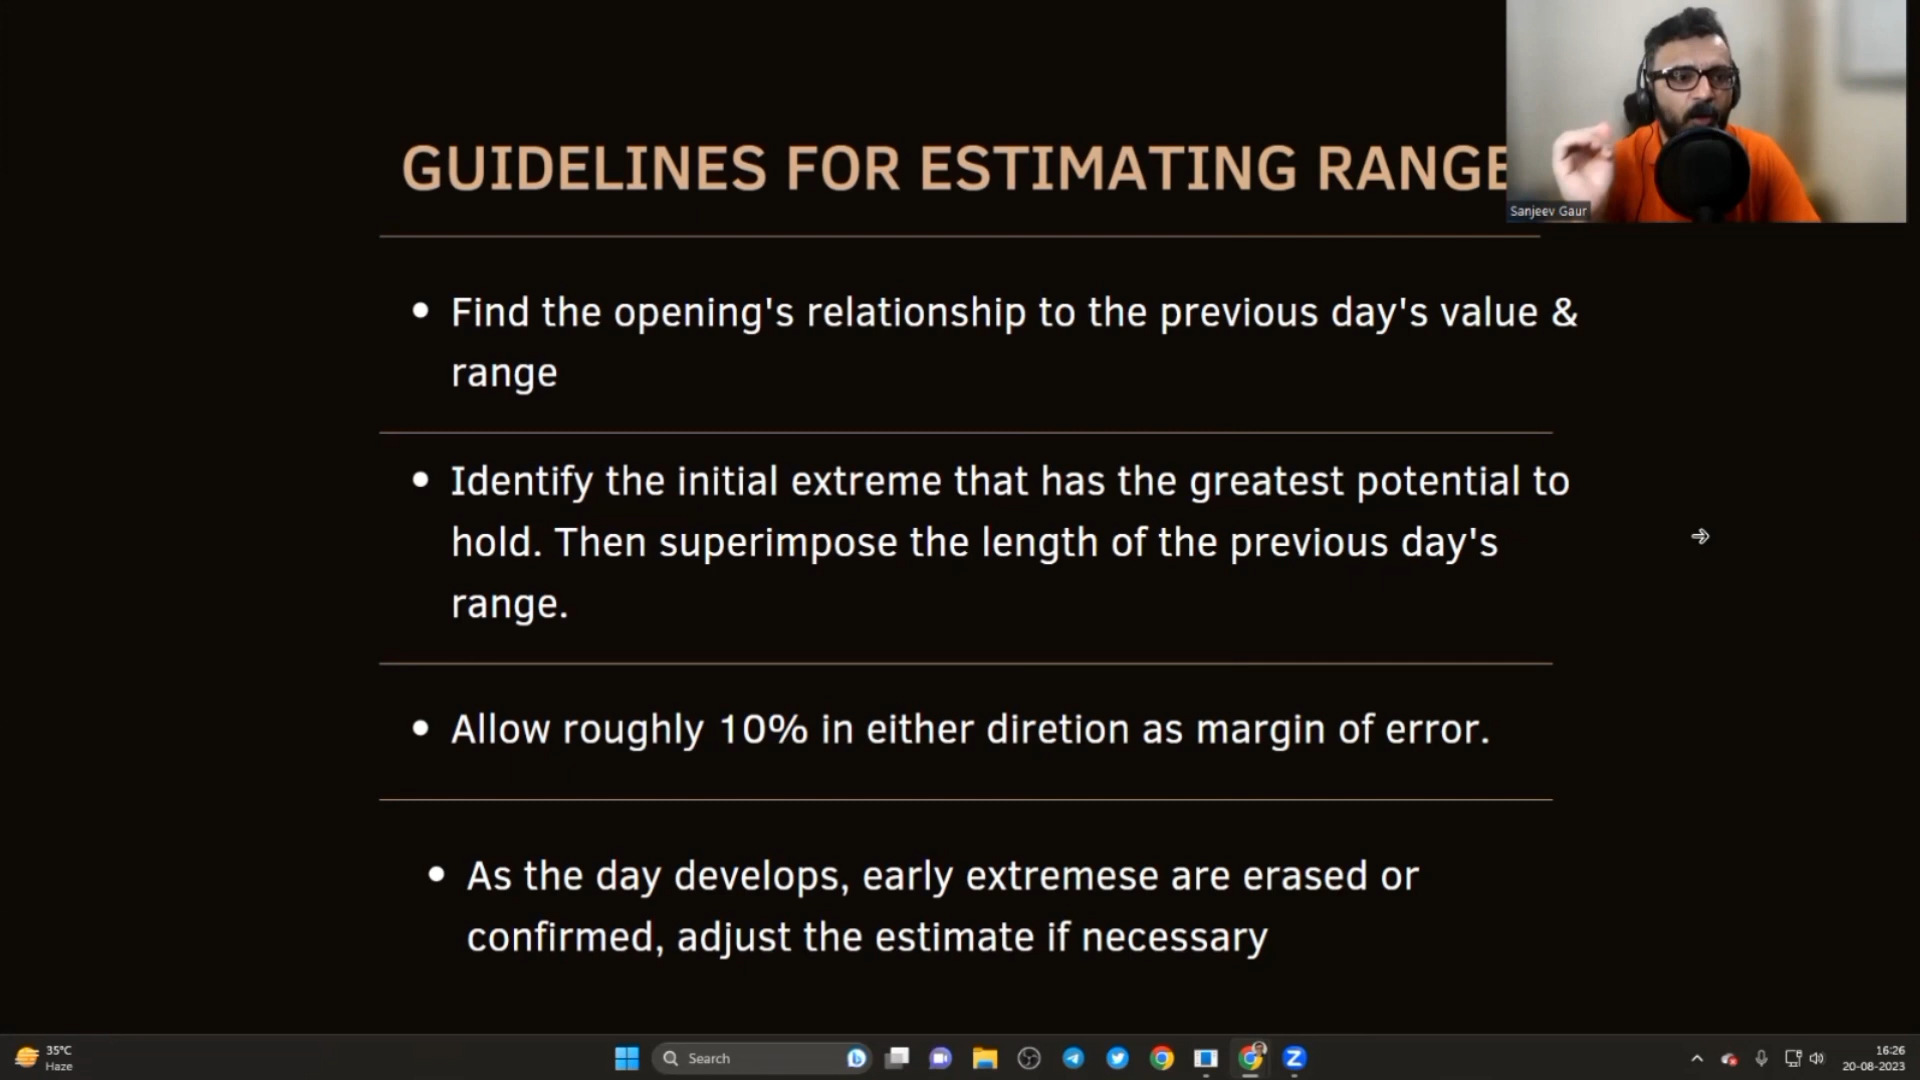 GUIDELINES FOR ESTIMATING RANGE
Sanjeev Gaur
• Find the opening's relationship to the previous day's value &
range
• Identify the initial extreme that has the greatest potential to
hold. Then superimpose the length of the previous day's
range.
• Allow roughly 10% in either diretion as margin of error.
• As the day develops, early extremese are erased or
confirmed, adjust the estimate if necessary
35°C
Haze
Search
16:26
20-08-2023